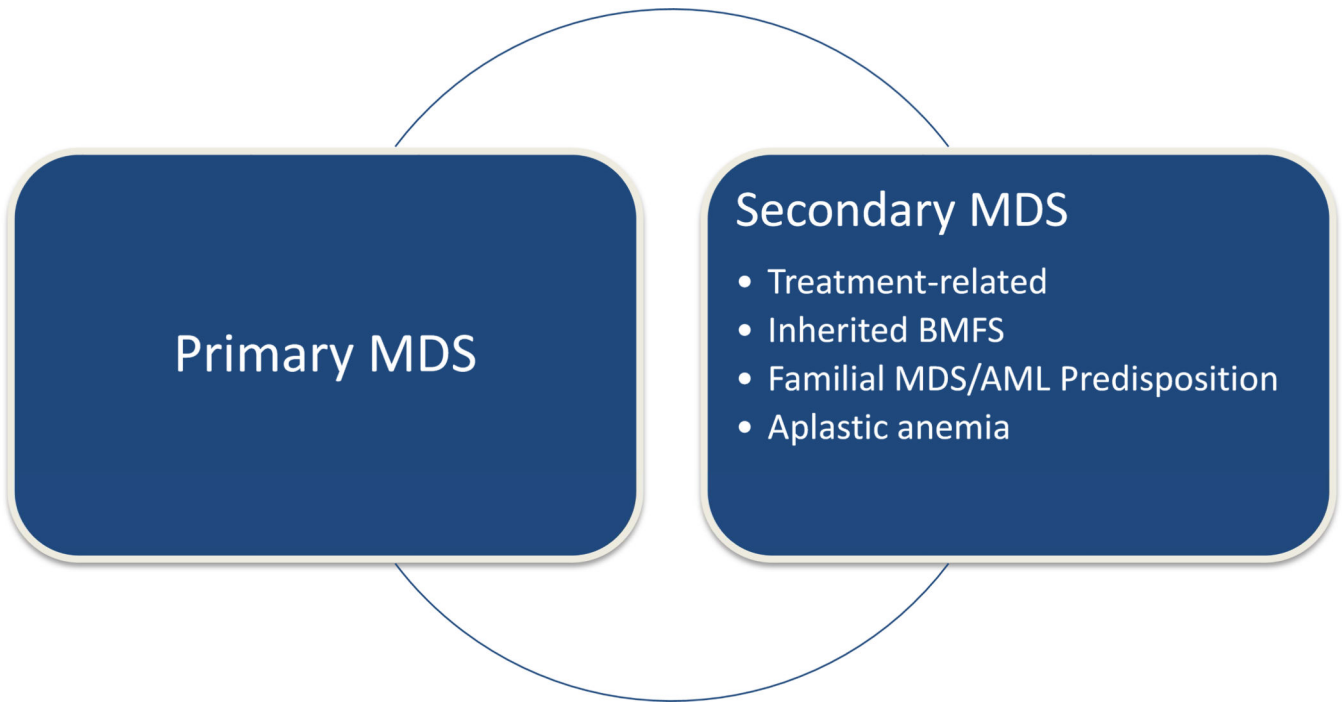 Primary MDS
Secondary MDS
• Treatment-related
• Inherited BMFS
• Familial MDS/AML Predisposition
• Aplastic anemia